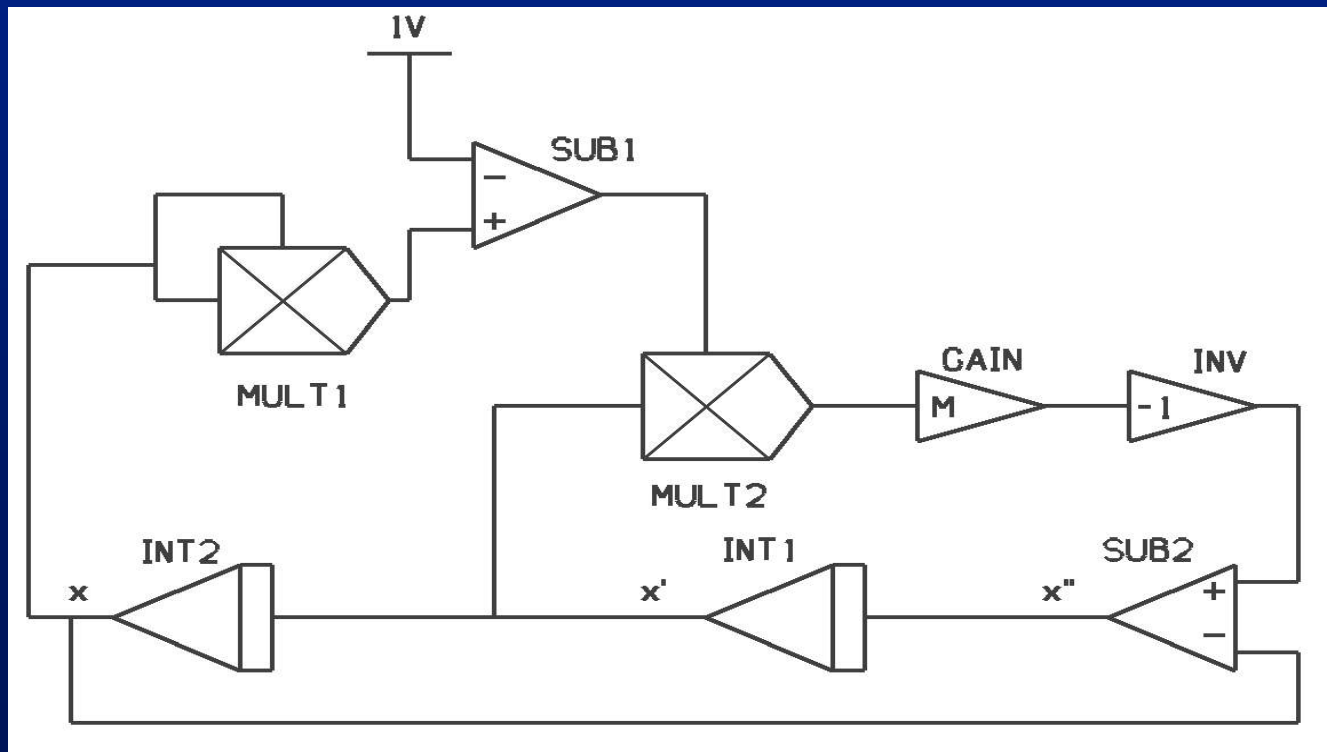 1V
SUB1
−
+
MULT1
GAIN
INV
M
-1
MULT2
INT2
INT1
SUB2
x
x'
x"
+
−